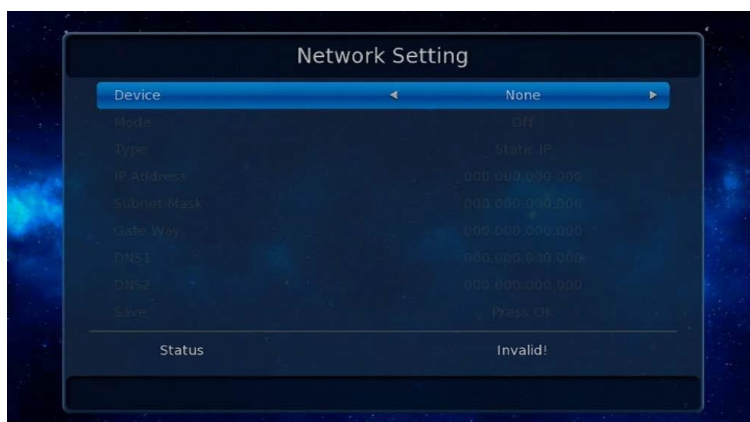 Network Setting
Device None
Mode Off
Type Static IP
IP Address 000.000.000.000
Subnet Mask 000.000.000.000
Gate Way 000.000.000.000
DNS1 000.000.000.000
DNS2 000.000.000.000
Save Press OK
Status Invalid!